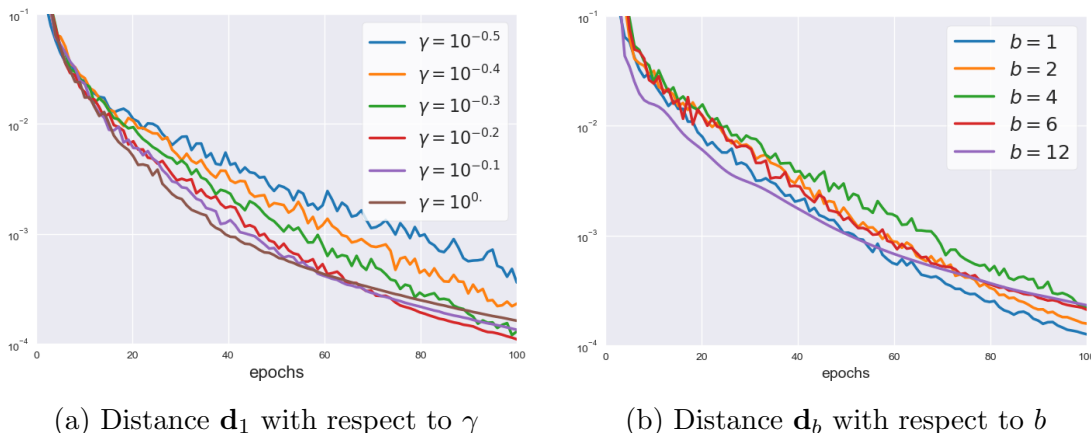 10⁻¹
10⁻²
10⁻³
10⁻⁴
0 20 40 60 80 100
epochs
γ = 10⁻⁰·⁵
γ = 10⁻⁰·⁴
γ = 10⁻⁰·³
γ = 10⁻⁰·²
γ = 10⁻⁰·¹
γ = 10⁰·
(a) Distance d₁ with respect to γ
10⁻¹
10⁻²
10⁻³
10⁻⁴
0 20 40 60 80 100
epochs
b = 1
b = 2
b = 4
b = 6
b = 12
(b) Distance d_b with respect to b